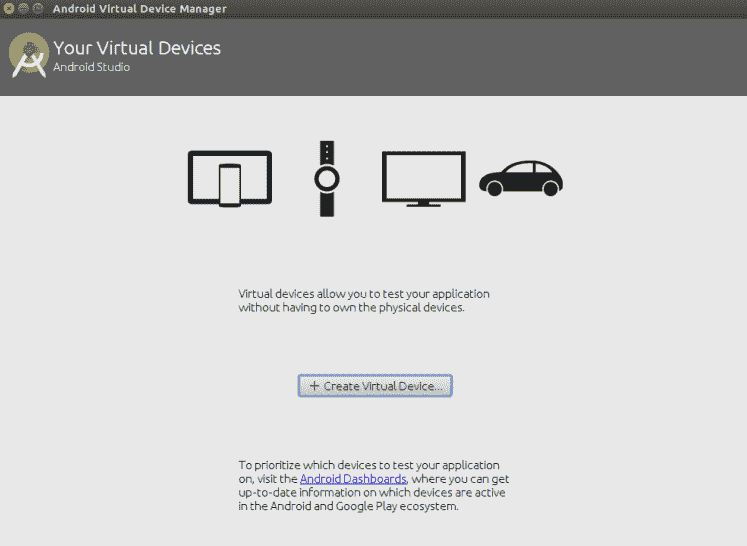 Android Virtual Device Manager
Your Virtual Devices
Android Studio
Virtual devices allow you to test your application
without having to own the physical devices.
+ Create Virtual Device...
To prioritize which devices to test your application
on, visit the Android Dashboards, where you can get
up-to-date information on which devices are active
in the Android and Google Play ecosystem.